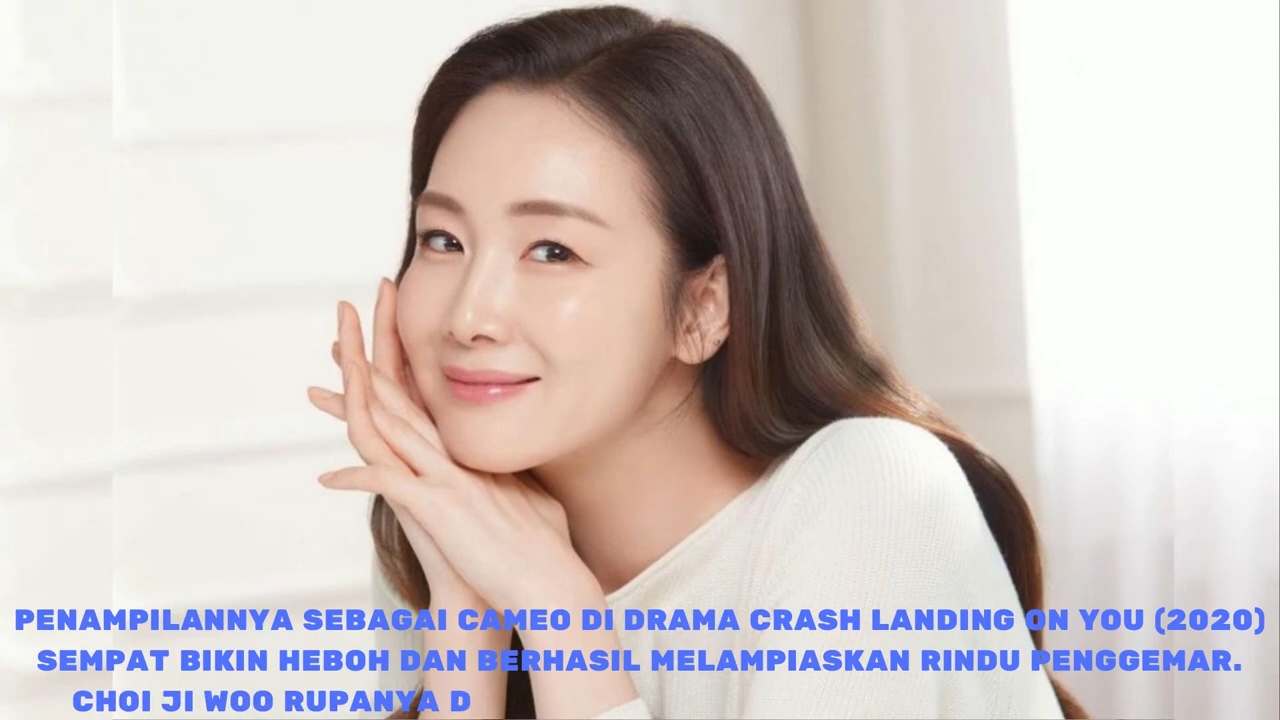 PENAMPILANNYA SEBAGAI CAMEO DI DRAMA CRASH LANDING ON YOU (2020)
SEMPAT BIKIN HEBOH DAN BERHASIL MELAMPIASKAN RINDU PENGGEMAR.
CHOI JI WOO RUPANYA D